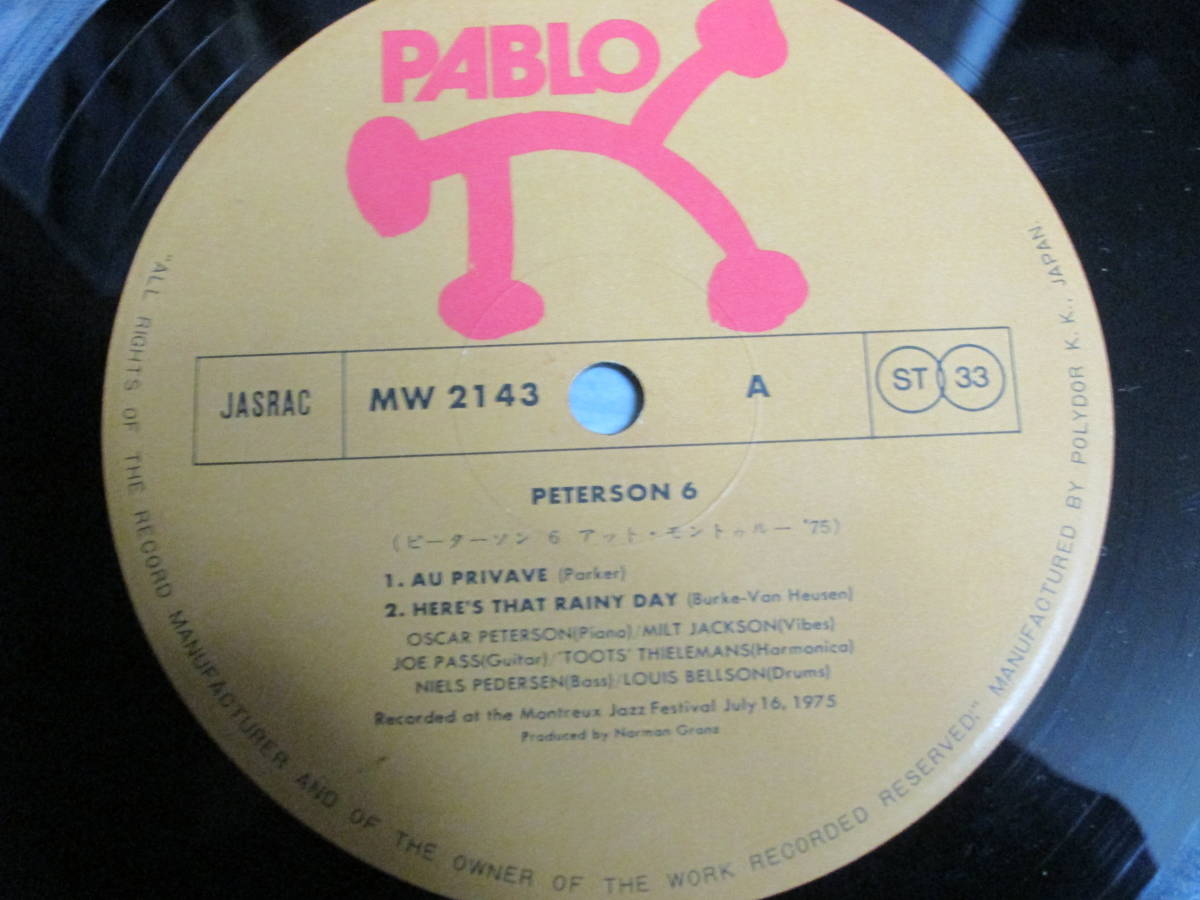 PABLO
JASRAC
MW 2143
A
ST 33
PETERSON 6
(ピーターソン 6 アット・モントゥルー '75)
1. AU PRIVAVE (Parker)
2. HERE'S THAT RAINY DAY (Burke-Van Heusen)
OSCAR PETERSON(Piano)/MILT JACKSON(Vibes)
JOE PASS(Guitar)/'TOOTS' THIELEMANS(Harmonica)
NIELS PEDERSEN(Bass)/LOUIS BELLSON(Drums)
Recorded at the Montreux Jazz Festival July 16, 1975
Produced by Norman Granz
"ALL RIGHTS OF THE RECORD MANUFACTURER AND OF THE OWNER OF THE WORK RECORDED RESERVED." MANUFACTURED BY POLYDOR K. K., JAPAN.